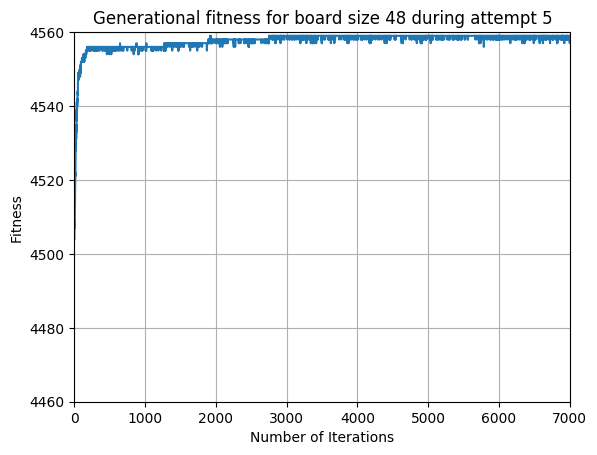 Generational fitness for board size 48 during attempt 5
4560
4540
4520
4500
4480
4460
Fitness
0 1000 2000 3000 4000 5000 6000 7000
Number of Iterations